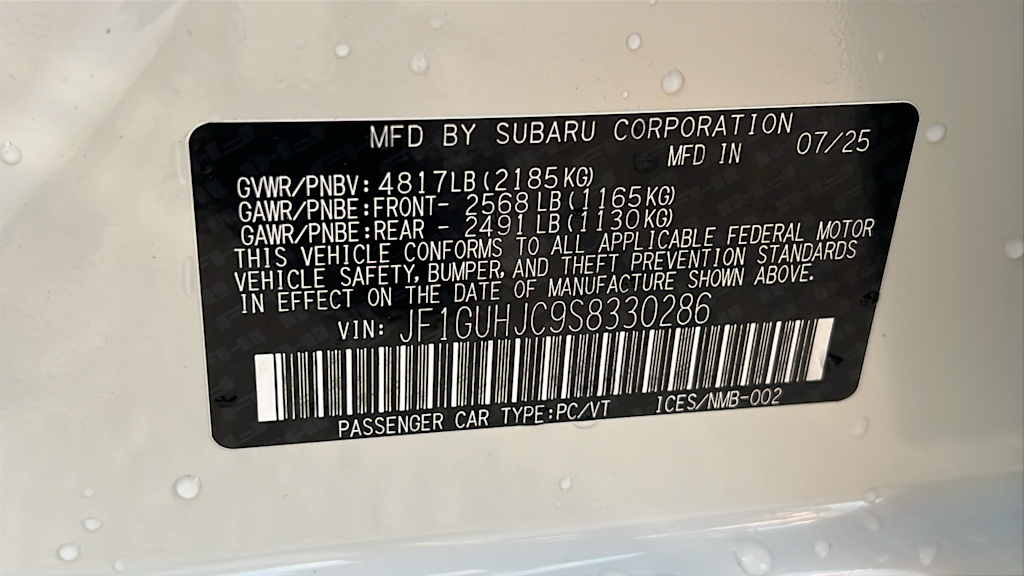 MFD BY SUBARU CORPORATION
MFD IN 07/25
GVWR/PNBV: 4817LB(2185KG)
GAWR/PNBE:FRONT- 2568LB(1165KG)
GAWR/PNBE:REAR - 2491LB(1130KG)
THIS VEHICLE CONFORMS TO ALL APPLICABLE FEDERAL MOTOR
VEHICLE SAFETY, BUMPER, AND THEFT PREVENTION STANDARDS
IN EFFECT ON THE DATE OF MANUFACTURE SHOWN ABOVE.
VIN: JF1GUHJC9S8330286
PASSENGER CAR TYPE:PC/VT ICES/NMB-002